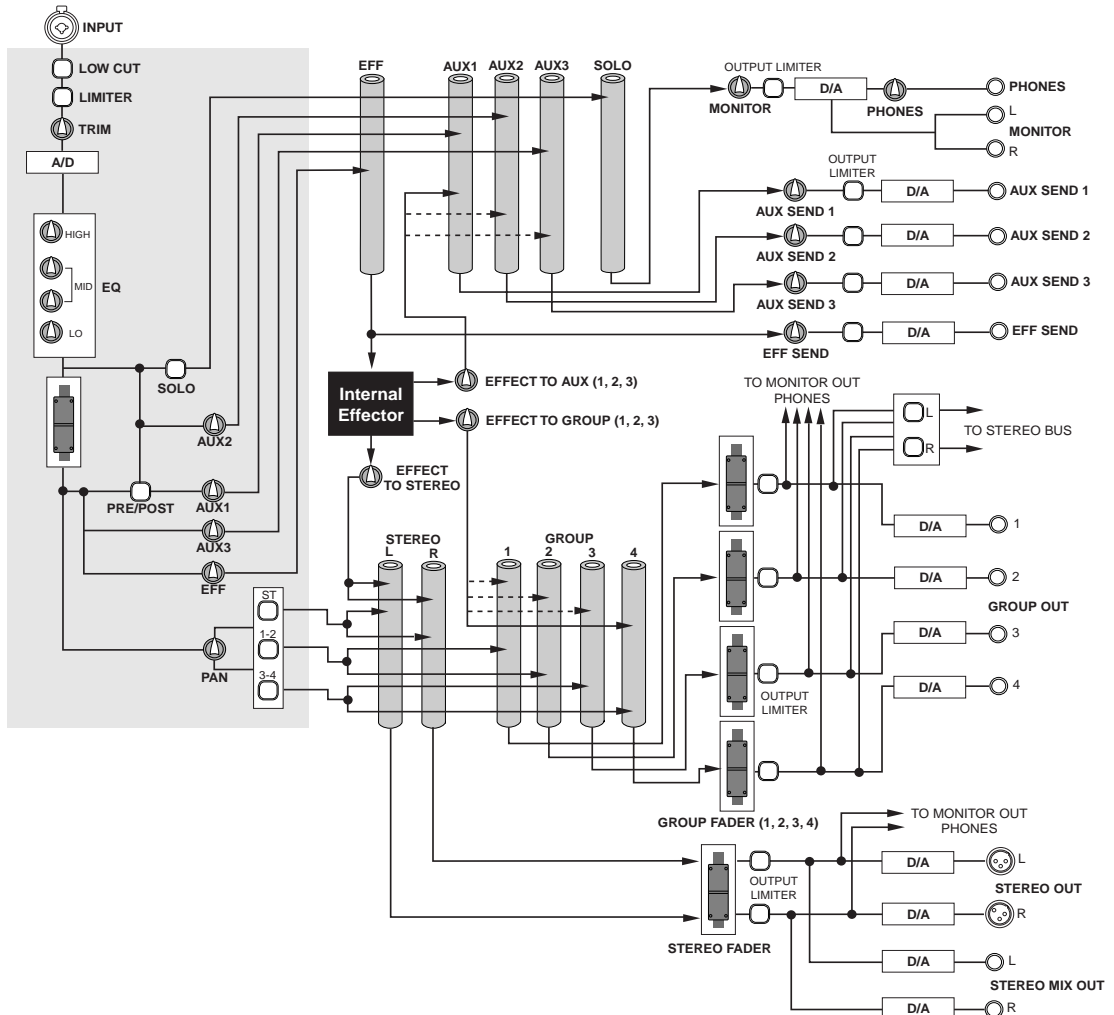 INPUT
LOW CUT
LIMITER
TRIM
A/D
HIGH
MID
EQ
LO
SOLO
AUX2
PRE/POST
AUX1
AUX3
EFF
ST
1-2
3-4
PAN
EFF
AUX1
AUX2
AUX3
SOLO
OUTPUT LIMITER
MONITOR
D/A
PHONES
PHONES
L
MONITOR
R
OUTPUT
LIMITER
AUX SEND 1
D/A
AUX SEND 1
AUX SEND 2
D/A
AUX SEND 2
AUX SEND 3
D/A
AUX SEND 3
EFF SEND
D/A
EFF SEND
Internal
Effector
EFFECT TO AUX (1, 2, 3)
EFFECT TO GROUP (1, 2, 3)
EFFECT
TO STEREO
STEREO
L
R
GROUP
1
2
3
4
TO MONITOR OUT
PHONES
L
R
TO STEREO BUS
D/A
1
D/A
2
GROUP OUT
D/A
3
D/A
4
OUTPUT
LIMITER
GROUP FADER (1, 2, 3, 4)
TO MONITOR OUT
PHONES
OUTPUT
LIMITER
STEREO FADER
D/A
L
STEREO OUT
D/A
R
D/A
L
STEREO MIX OUT
D/A
R